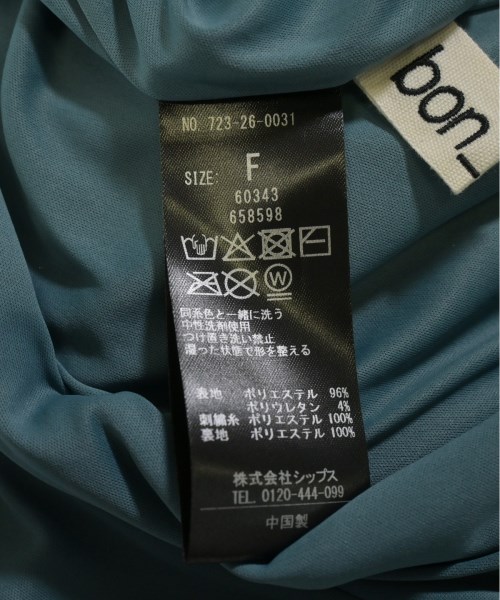 bon_
NO. 723-26-0031
SIZE: F
60343
658598
W
同系色と一緒に洗う
中性洗剤使用
つけ置き洗い禁止
濡った状態で形を整える
表地 ポリエステル 96%
ポリウレタン 4%
刺繍糸 ポリエステル 100%
裏地 ポリエステル 100%
株式会社シップス
TEL. 0120-444-099
中国製